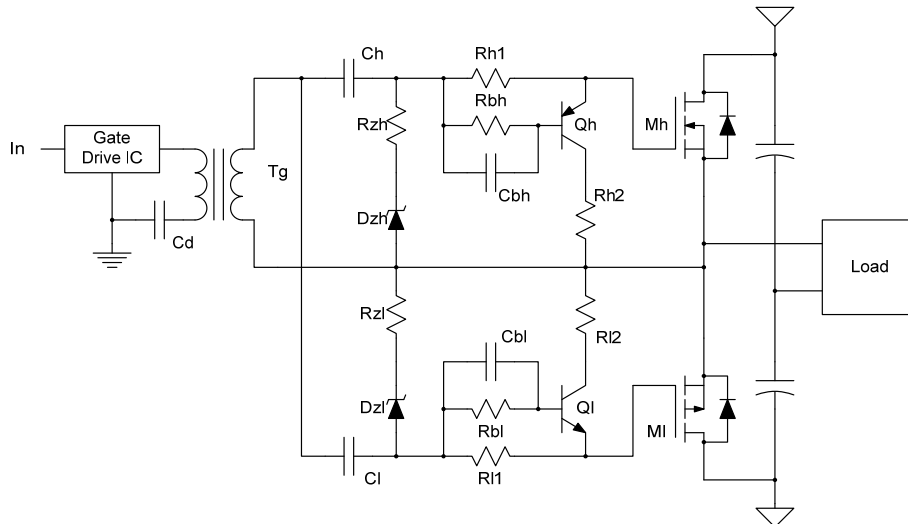 Ch
Rh1
Rbh
Rzh
Qh
Mh
Gate
Drive IC
In
Tg
Cbh
Rh2
Dzh
Cd
Load
Rzl
Cbl
Rl2
Dzl
Ql
Rbl
Ml
Cl
Rl1